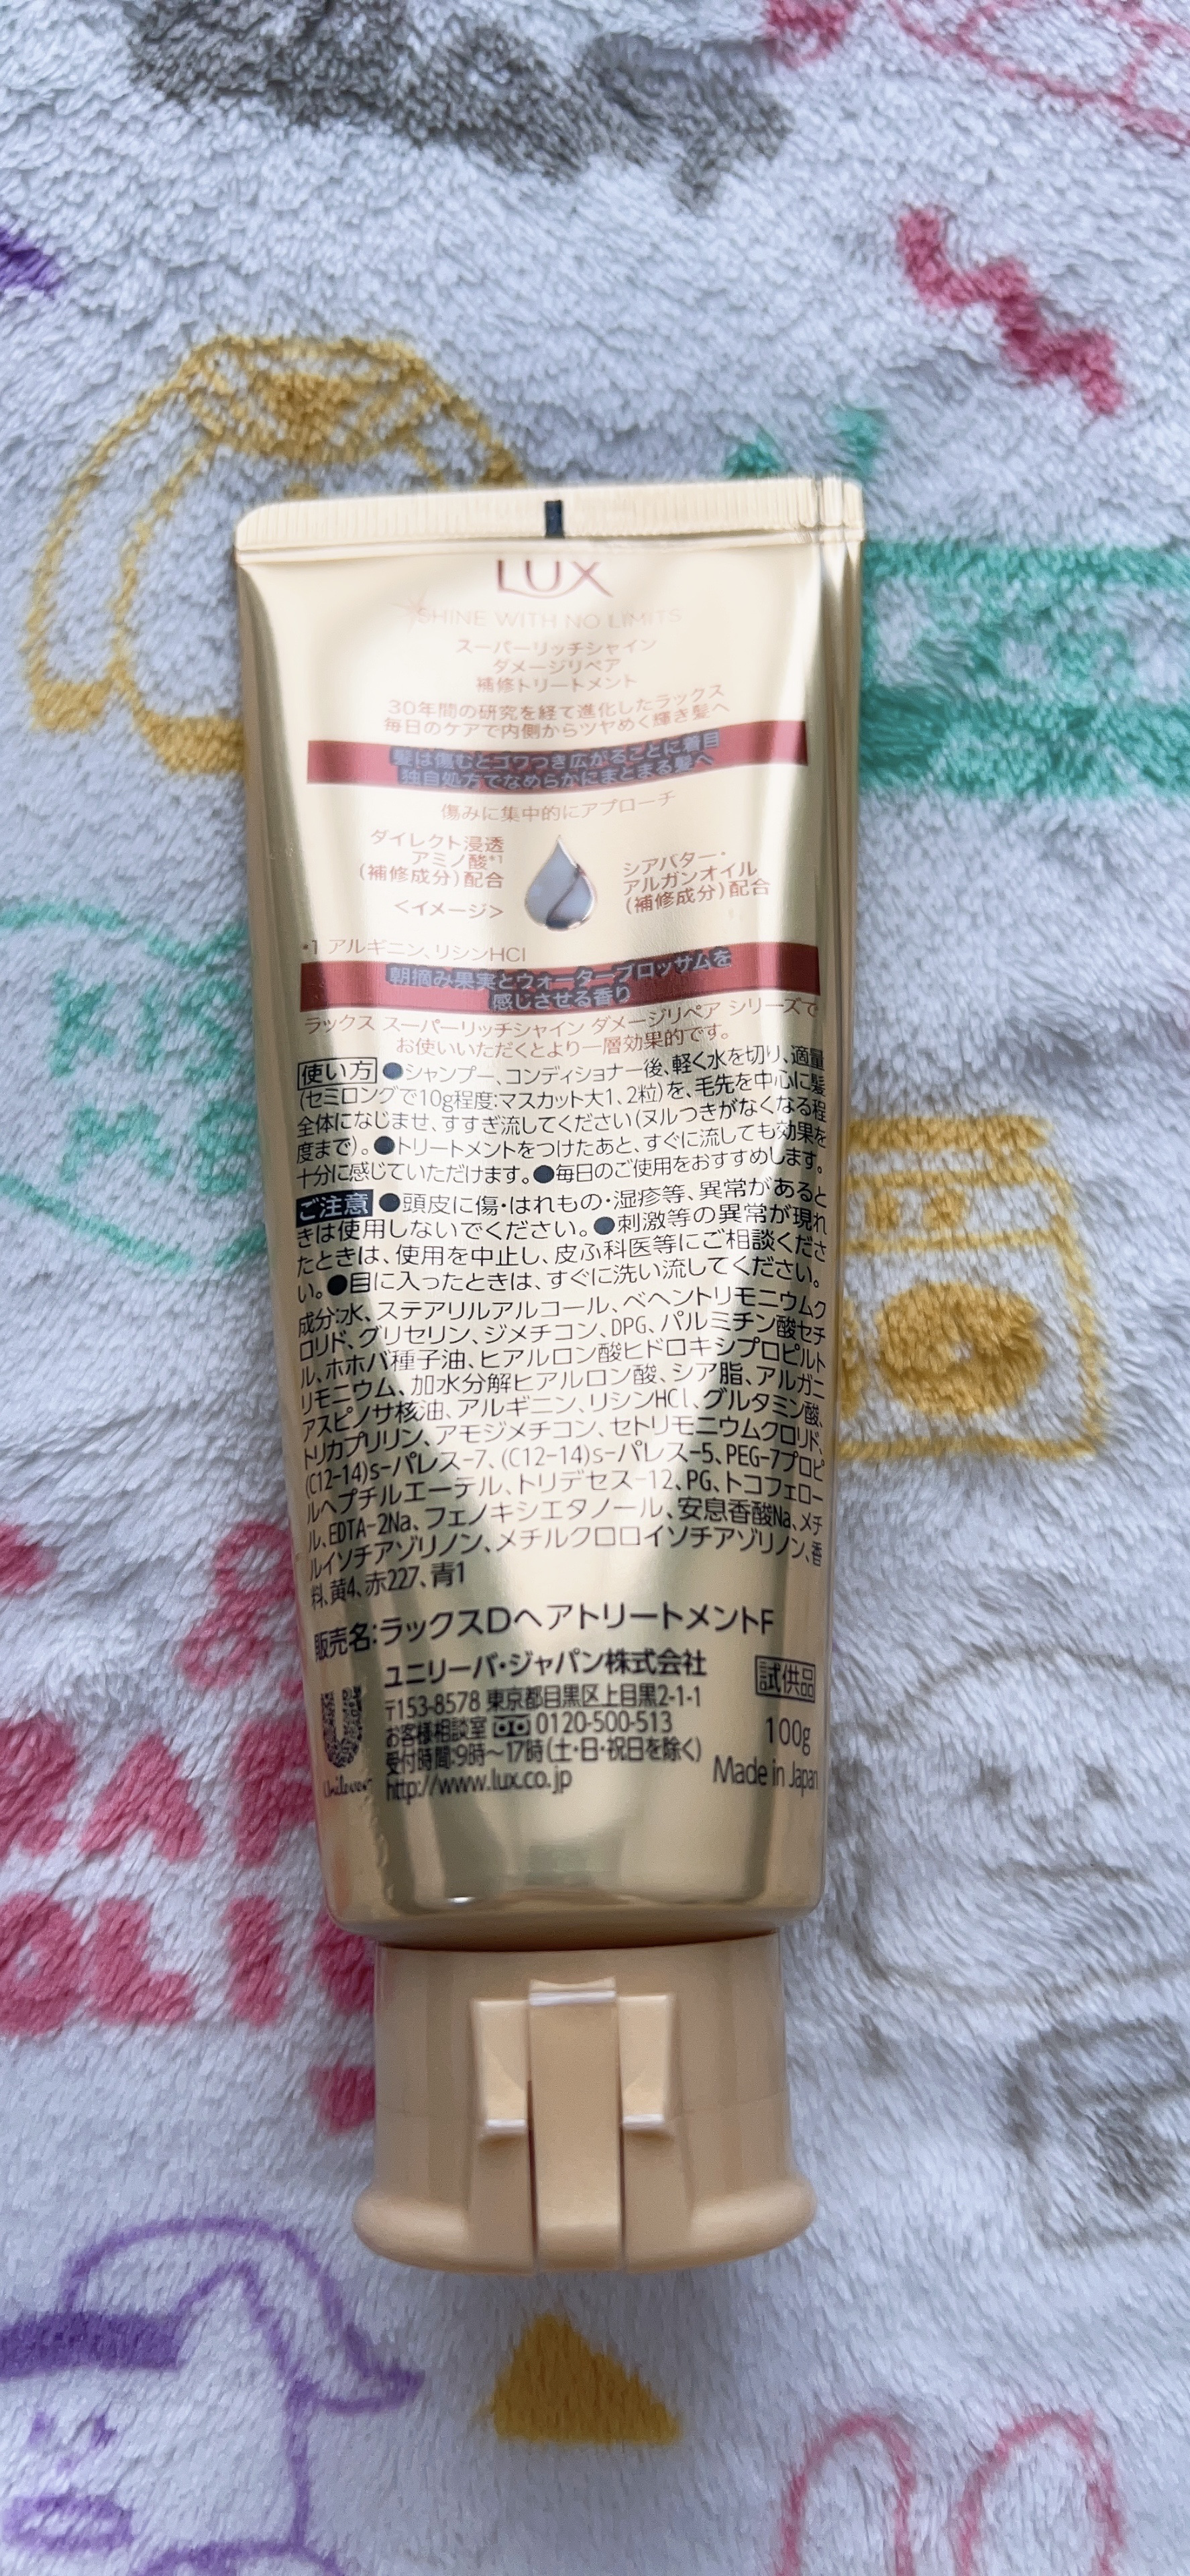 LUX
SHINE WITH NO LIMITS
スーパーリッチシャイン
ダメージリペア
補修トリートメント
30年間の研究を経て進化したラックス
毎日のケアで内側からツヤめく輝き髪へ
髪は傷むとゴワつき広がることに着目
独自処方でなめらかにまとまる髪へ
傷みに集中的にアプローチ
ダイレクト浸透
アミノ酸*1
(補修成分)配合
<イメージ>
シアバター・
アルガンオイル
(補修成分)配合
*1 アルギニン、リシンHCl
朝摘み果実とウォーターブロッサムを
感じさせる香り
ラックス スーパーリッチシャイン ダメージリペア シリーズで
お使いいただくとより一層効果的です。
使い方 ●シャンプー、コンディショナー後、軽く水を切り、適量
(セミロングで10g程度:マスカット大1、2粒)を、毛先を中心に髪
全体になじませ、すすぎ流してください(ヌルつきがなくなる程
度まで)。●トリートメントをつけたあと、すぐに流しても効果を
十分に感じていただけます。●毎日のご使用をおすすめします。
ご注意 ●頭皮に傷・はれもの・湿疹等、異常があると
きは使用しないでください。●刺激等の異常が現れ
たときは、使用を中止し、皮ふ科医等にご相談くださ
い。●目に入ったときは、すぐに洗い流してください。
成分:水、ステアリルアルコール、ベヘントリモニウムク
ロリド、グリセリン、ジメチコン、DPG、パルミチン酸セチ
ル、ホホバ種子油、ヒアルロン酸ヒドロキシプロピルト
リモニウム、加水分解ヒアルロン酸、シア脂、アルガニ
アスピノサ核油、アルギニン、リシンHCl、グルタミン酸、
トリカプリリン、アモジメチコン、セトリモニウムクロリド、
(C12-14)s-パレス-7、(C12-14)s-パレス-5、PEG-7プロピ
ルヘプチルエーテル、トリデセス-12、PG、トコフェロー
ル、EDTA-2Na、フェノキシエタノール、安息香酸Na、メチ
ルイソチアゾリノン、メチルクロロイソチアゾリノン、香
料、黄4、赤227、青1
販売名:ラックスDヘアトリートメントF
ユニリーバ・ジャパン株式会社
〒153-8578 東京都目黒区上目黒2-1-1
お客様相談室 0120-500-513
受付時間:9時～17時(土・日・祝日を除く)
http://www.lux.co.jp
Unilever
試供品
100g
Made in Japan